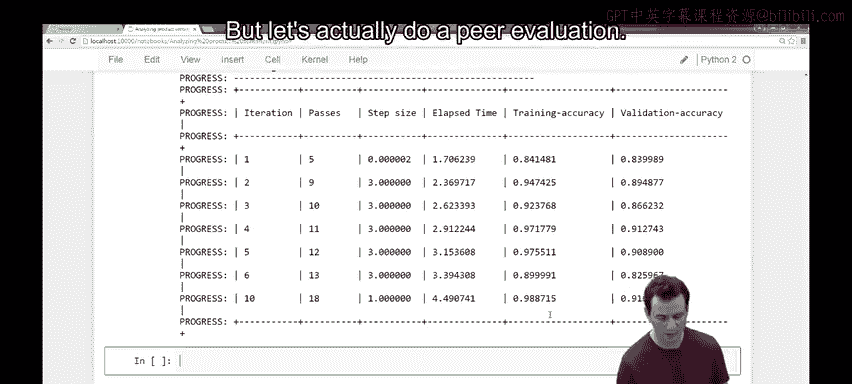 But let's actually do a peer evaluation.
GPT中英字幕课程资源@bilibili.com
File Edit View Insert Cell Kernel Help Python 2
PROGRESS: ---------------------------------------------------
PROGRESS: +-----------+----------+-----------+--------------+-------------------+---------------------
+
PROGRESS: | Iteration | Passes | Step size | Elapsed Time | Training-accuracy | Validation-accuracy
|
PROGRESS: +-----------+----------+-----------+--------------+-------------------+---------------------
+
PROGRESS: | 1 | 5 | 0.000002 | 1.706239 | 0.841481 | 0.839989
|
PROGRESS: | 2 | 9 | 3.000000 | 2.369717 | 0.947425 | 0.894877
|
PROGRESS: | 3 | 10 | 3.000000 | 2.623393 | 0.923768 | 0.866232
|
PROGRESS: | 4 | 11 | 3.000000 | 2.912244 | 0.971779 | 0.912743
|
PROGRESS: | 5 | 12 | 3.000000 | 3.153608 | 0.975511 | 0.908900
|
PROGRESS: | 6 | 13 | 3.000000 | 3.394308 | 0.899991 | 0.825967
|
PROGRESS: | 10 | 18 | 1.000000 | 4.490741 | 0.988715 |
|
PROGRESS: +-----------+----------+-----------+--------------+-------------------+---------------------
+
In [ ]: